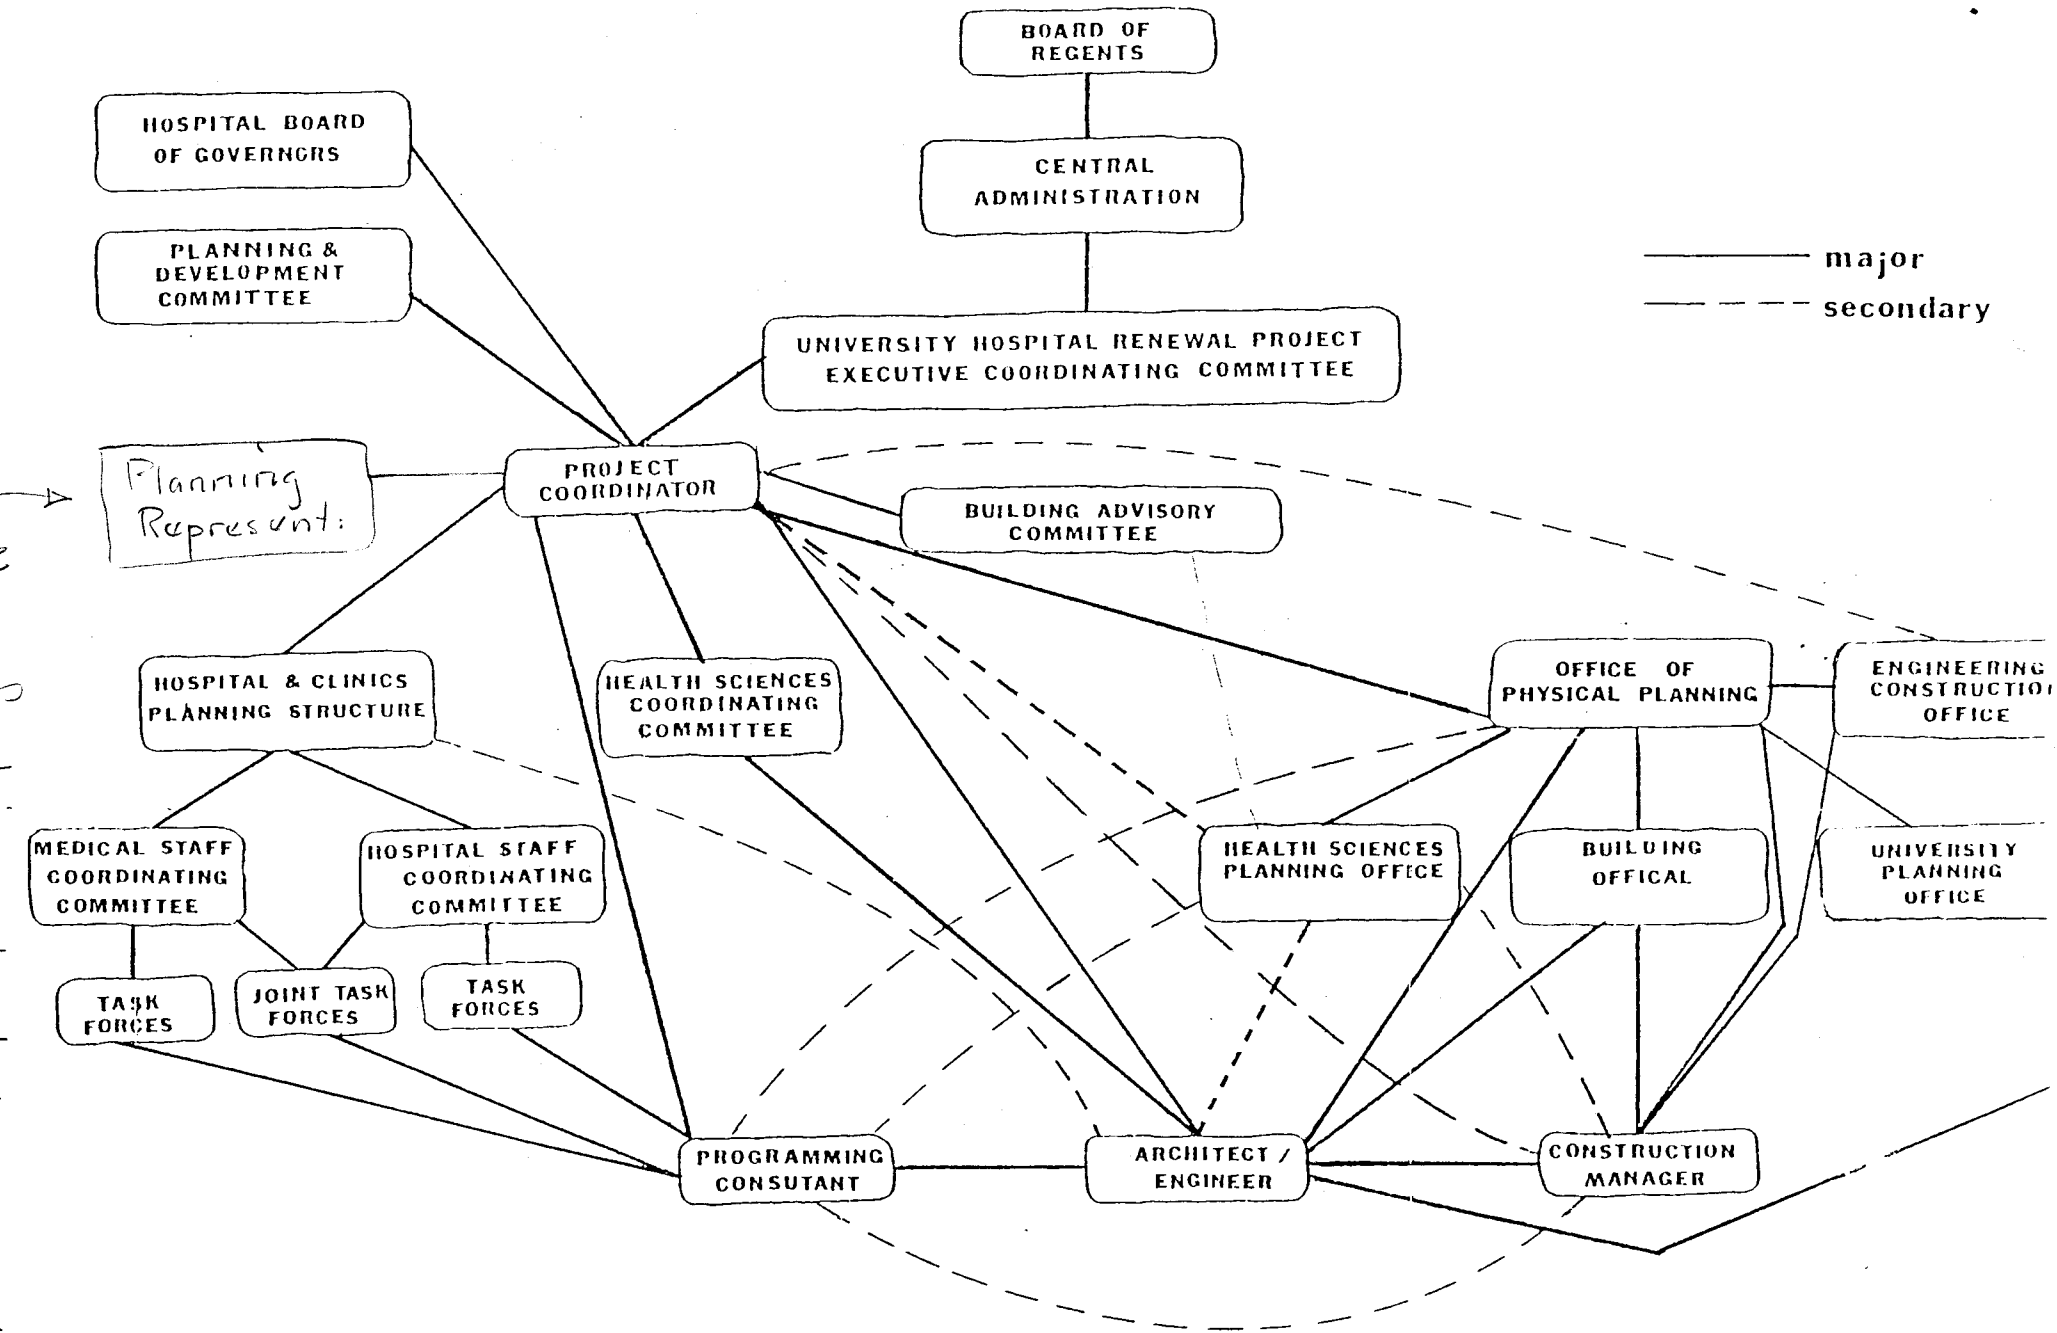 BOARD OF
REGENTS
HOSPITAL BOARD
OF GOVERNORS
CENTRAL
ADMINISTRATION
PLANNING &
DEVELOPMENT
COMMITTEE
major
secondary
UNIVERSITY HOSPITAL RENEWAL PROJECT
EXECUTIVE COORDINATING COMMITTEE
Planning
Represent.
PROJECT
COORDINATOR
BUILDING ADVISORY
COMMITTEE
HOSPITAL & CLINICS
PLANNING STRUCTURE
HEALTH SCIENCES
COORDINATING
COMMITTEE
OFFICE OF
PHYSICAL PLANNING
ENGINEERING
CONSTRUCTION
OFFICE
MEDICAL STAFF
COORDINATING
COMMITTEE
HOSPITAL STAFF
COORDINATING
COMMITTEE
HEALTH SCIENCES
PLANNING OFFICE
BUILDING
OFFICAL
UNIVERSITY
PLANNING
OFFICE
TASK
FORCES
JOINT TASK
FORCES
TASK
FORCES
PROGRAMMING
CONSUTANT
ARCHITECT /
ENGINEER
CONSTRUCTION
MANAGER